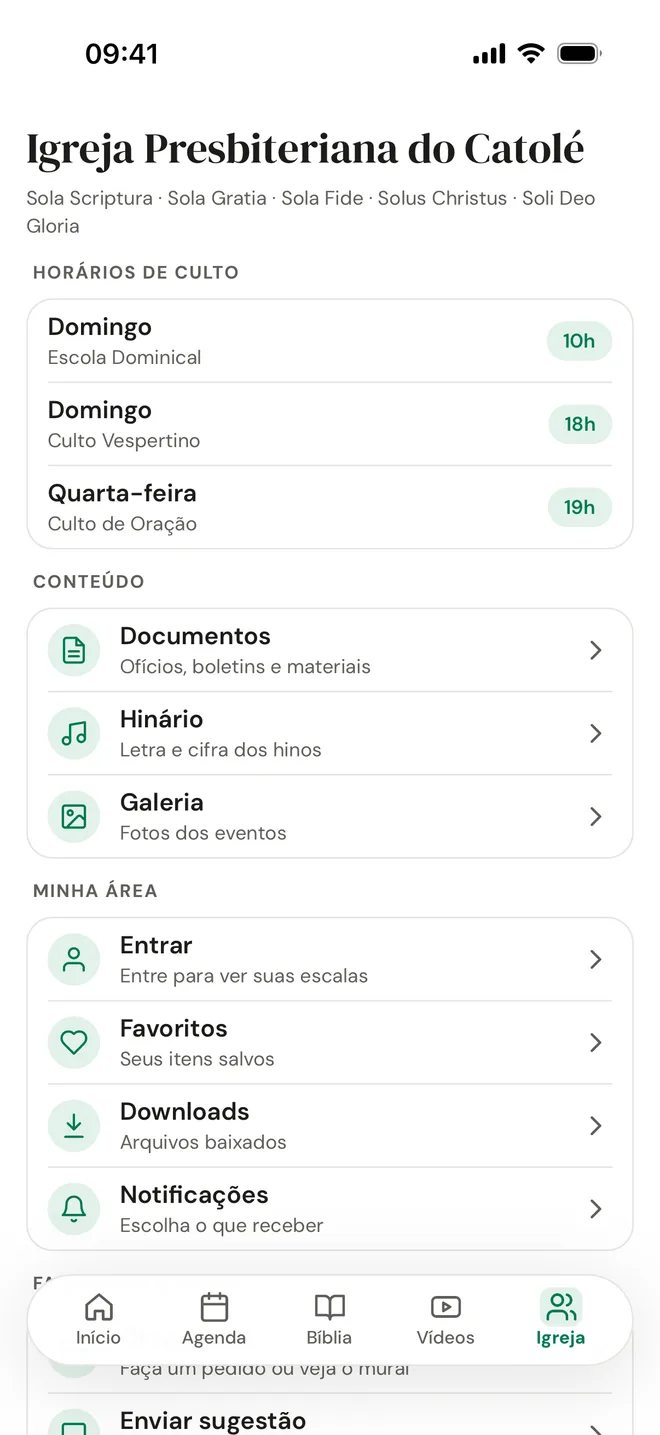 09:41
Igreja Presbiteriana do Catolé
Sola Scriptura · Sola Gratia · Sola Fide · Solus Christus · Soli Deo
Gloria
HORÁRIOS DE CULTO
Domingo
Escola Dominical
10h
Domingo
Culto Vespertino
18h
Quarta-feira
Culto de Oração
19h
CONTEÚDO
Documentos
Ofícios, boletins e materiais
Hinário
Letra e cifra dos hinos
Galeria
Fotos dos eventos
MINHA ÁREA
Entrar
Entre para ver suas escalas
Favoritos
Seus itens salvos
Downloads
Arquivos baixados
Notificações
Escolha o que receber
Início
Agenda
Bíblia
Vídeos
Igreja
Faça um pedido ou veja o mural
Enviar sugestão